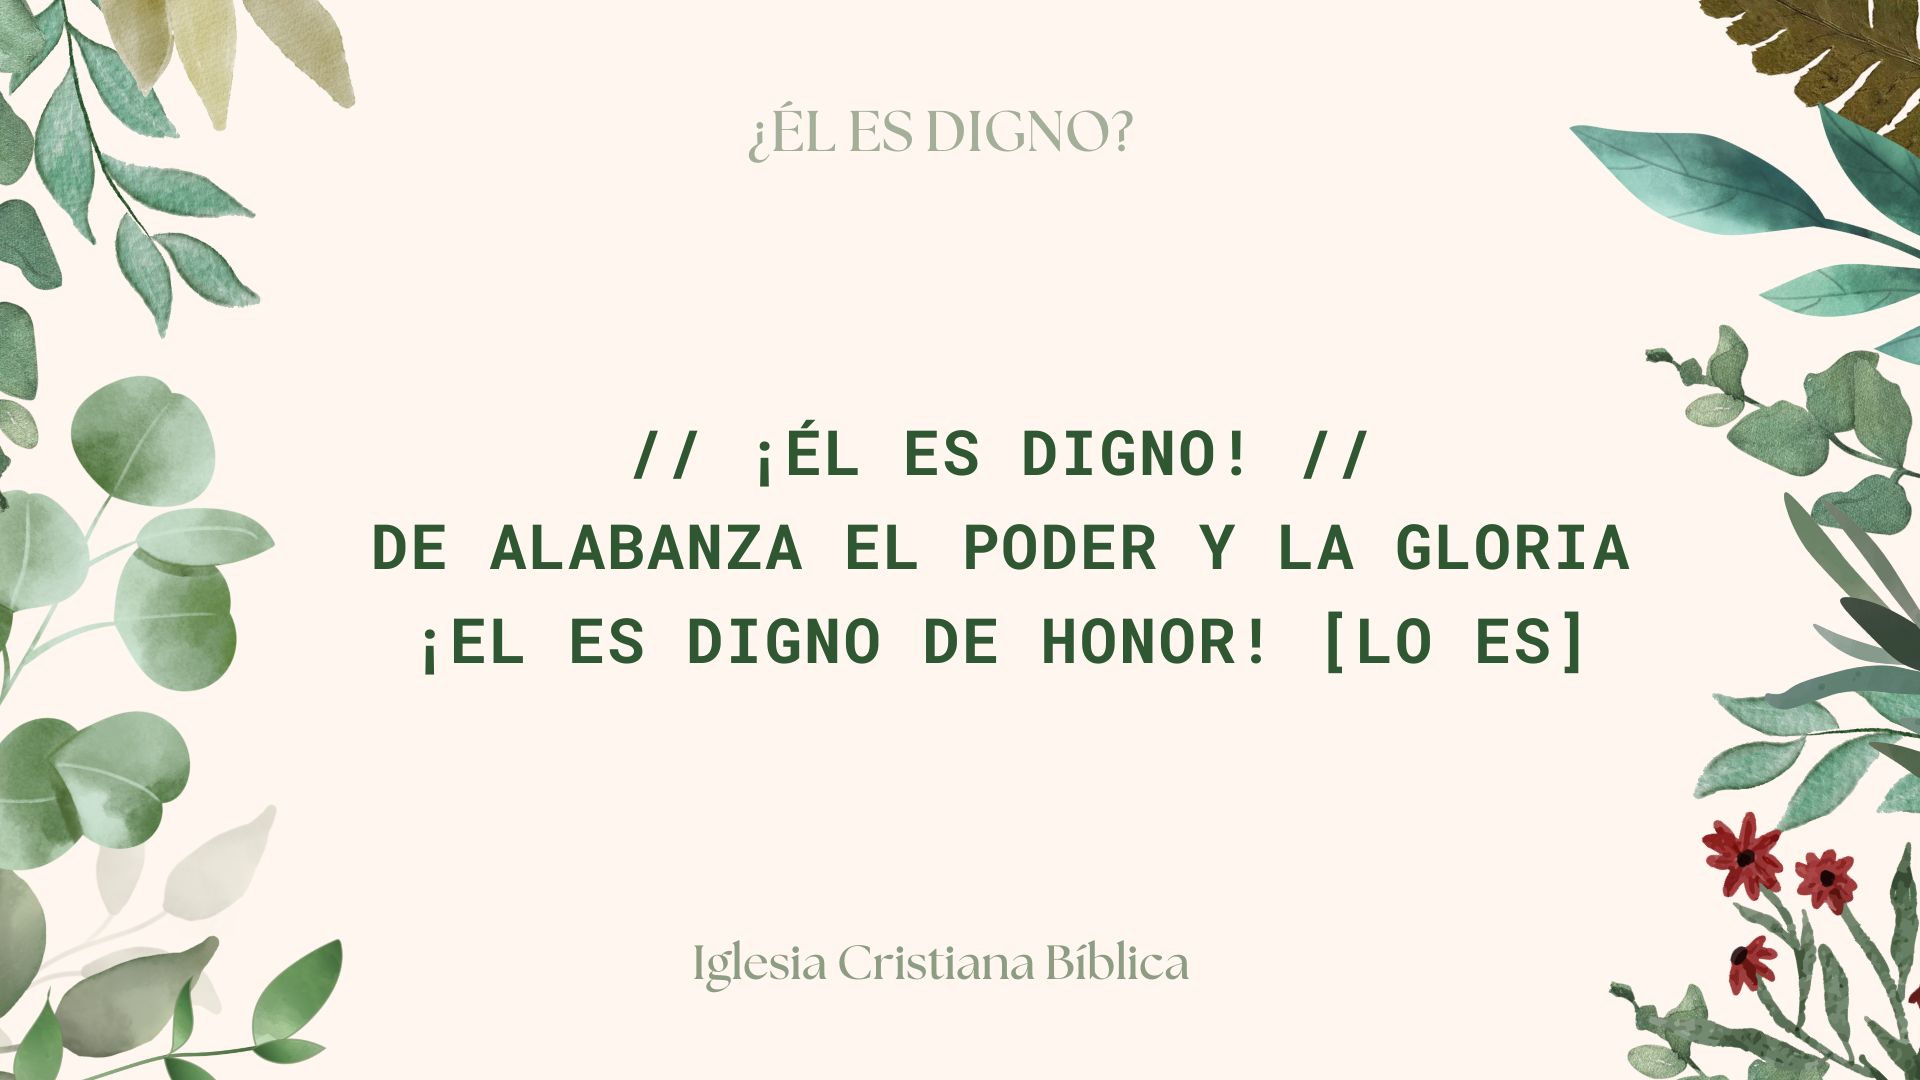 ¿ÉL ES DIGNO?
// ¡ÉL ES DIGNO! //
DE ALABANZA EL PODER Y LA GLORIA
¡EL ES DIGNO DE HONOR! [LO ES]
Iglesia Cristiana Bíblica